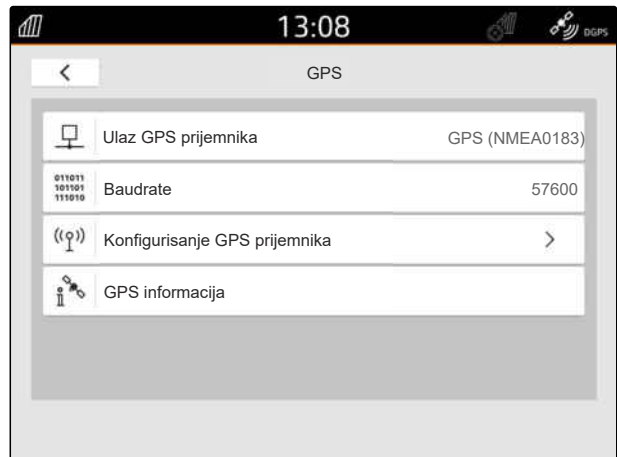 13:08
DGPS
GPS
Ulaz GPS prijemnika GPS (NMEA0183)
011011
101101
111010
Baudrate 57600
Konfigurisanje GPS prijemnika
GPS informacija